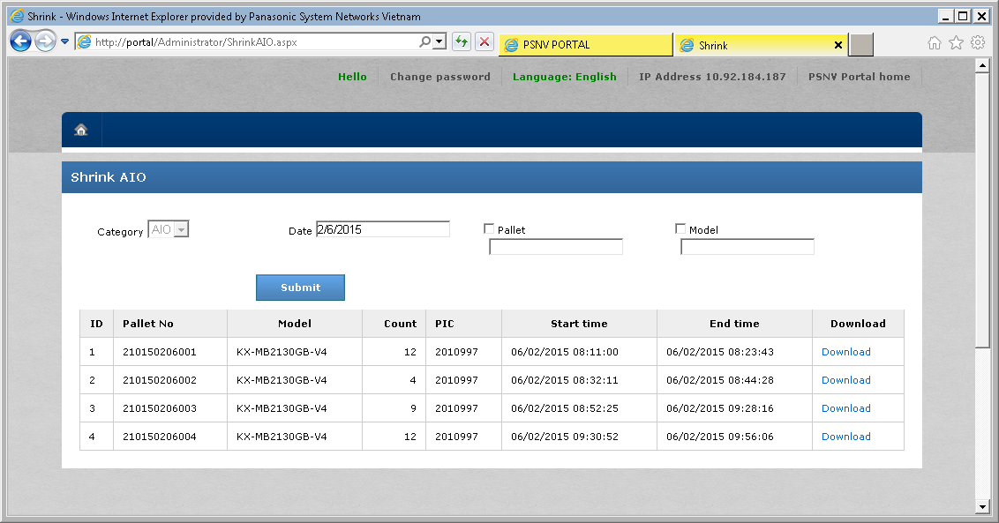 Shrink - Windows Internet Explorer provided by Panasonic System Networks Vietnam
http://portal/Administrator/ShrinkAIO.aspx PSNV PORTAL Shrink
Hello Change password Language: English IP Address 10.92.184.187 PSNV Portal home
Shrink AIO
Category AIO Date 2/6/2015 Pallet Model
Submit
ID Pallet No Model Count PIC Start time End time Download
1 210150206001 KX-MB2130GB-V4 12 2010997 06/02/2015 08:11:00 06/02/2015 08:23:43 Download
2 210150206002 KX-MB2130GB-V4 4 2010997 06/02/2015 08:32:11 06/02/2015 08:44:28 Download
3 210150206003 KX-MB2130GB-V4 9 2010997 06/02/2015 08:52:25 06/02/2015 09:28:16 Download
4 210150206004 KX-MB2130GB-V4 12 2010997 06/02/2015 09:30:52 06/02/2015 09:56:06 Download